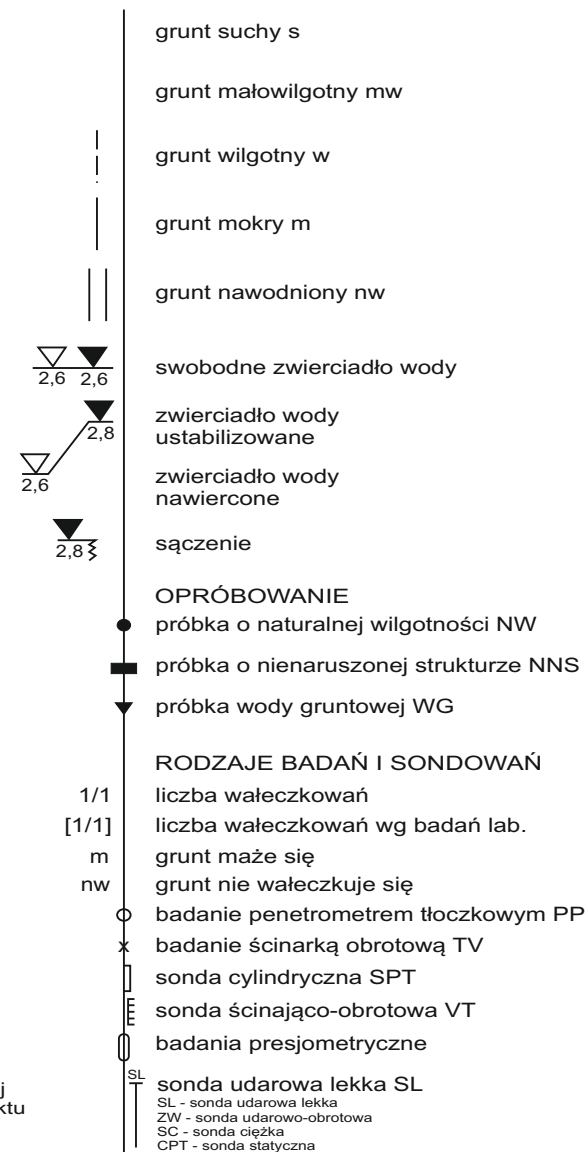 grunt suchy s
grunt małowilgotny mw
grunt wilgotny w
grunt mokry m
grunt nawodniony nw
2,6 2,6 swobodne zwierciadło wody
2,8 zwierciadło wody
ustabilizowane
2,6 zwierciadło wody
nawiercone
2,8 sączenie
OPRÓBOWANIE
próbka o naturalnej wilgotności NW
próbka o nienaruszonej strukturze NNS
próbka wody gruntowej WG
RODZAJE BADAŃ I SONDOWAŃ
1/1 liczba wałeczkowań
[1/1] liczba wałeczkowań wg badań lab.
m grunt maże się
nw grunt nie wałeczkuje się
badanie penetrometrem tłoczkowym PP
x badanie ścinarką obrotową TV
sonda cylindryczna SPT
sonda ścinająco-obrotowa VT
badania presjometryczne
SL sonda udarowa lekka SL
SL - sonda udarowa lekka
ZW - sonda udarowo-obrotowa
SC - sonda ciężka
CPT - sonda statyczna